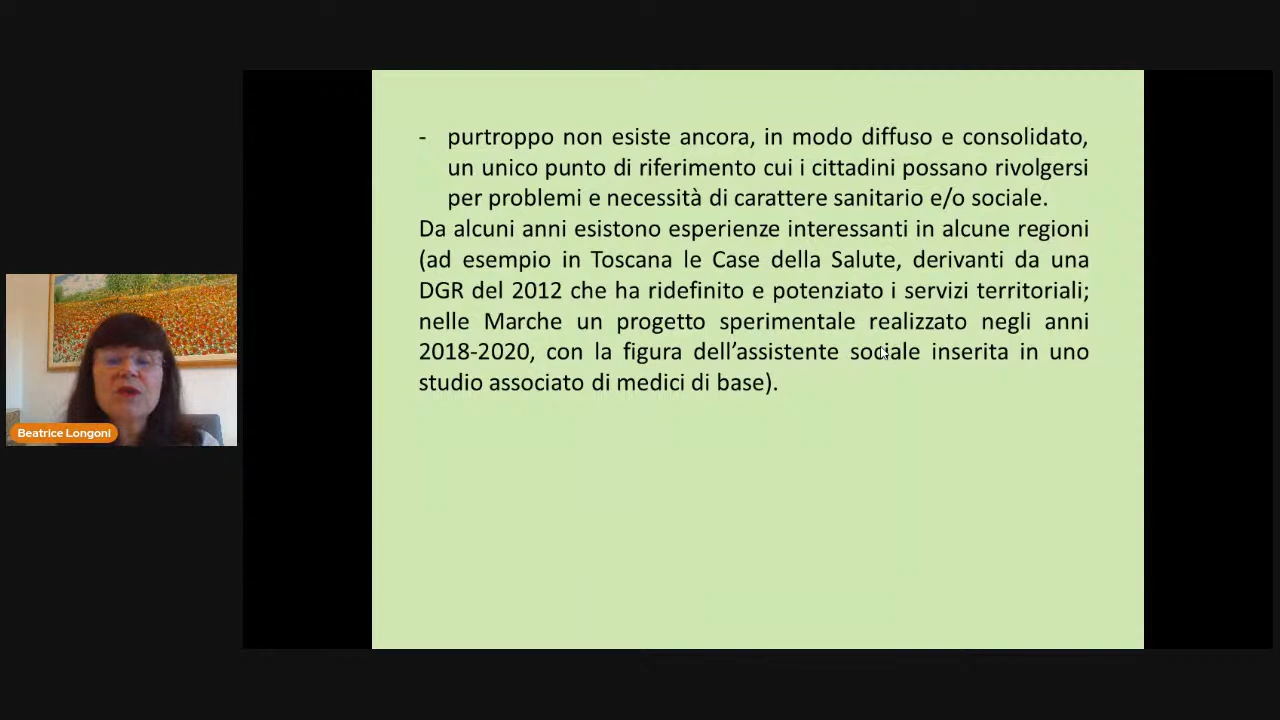 - purtroppo non esiste ancora, in modo diffuso e consolidato,
un unico punto di riferimento cui i cittadini possano rivolgersi
per problemi e necessità di carattere sanitario e/o sociale.
Da alcuni anni esistono esperienze interessanti in alcune regioni
(ad esempio in Toscana le Case della Salute, derivanti da una
DGR del 2012 che ha ridefinito e potenziato i servizi territoriali;
nelle Marche un progetto sperimentale realizzato negli anni
2018-2020, con la figura dell’assistente sociale inserita in uno
studio associato di medici di base).
Beatrice Longoni